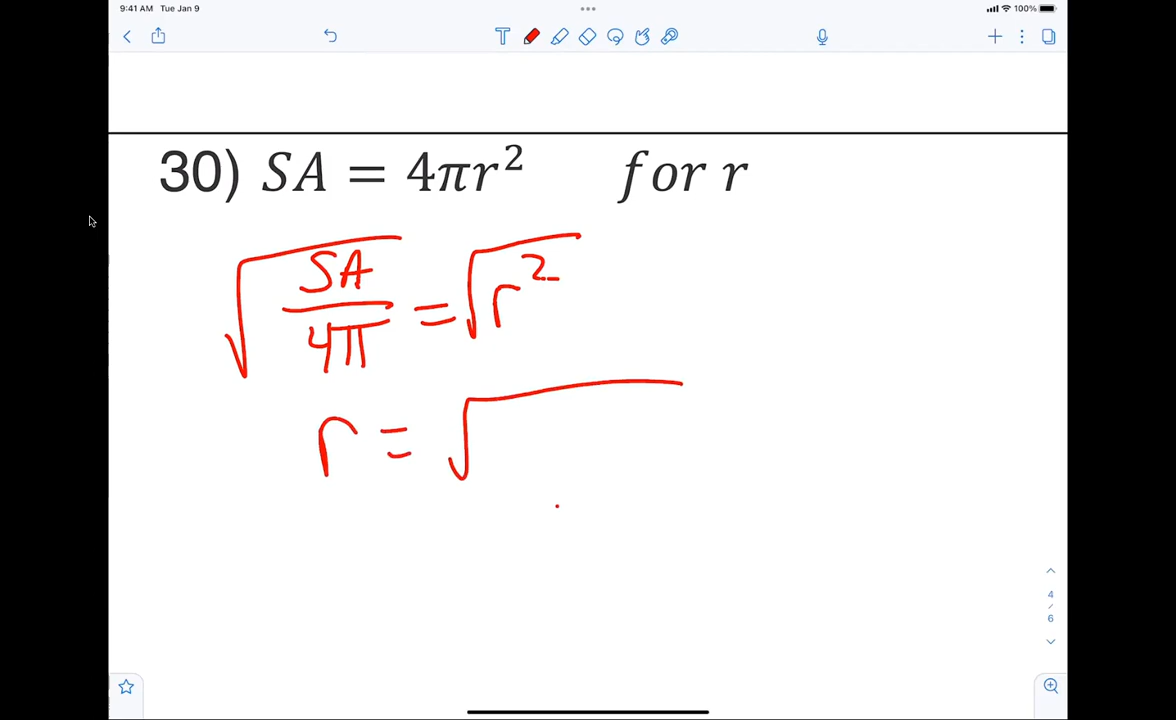 9:41 AM Tue Jan 9
100%
30) SA = 4πr² for r
√(SA/4π) = √r²
r = √
4
/
6